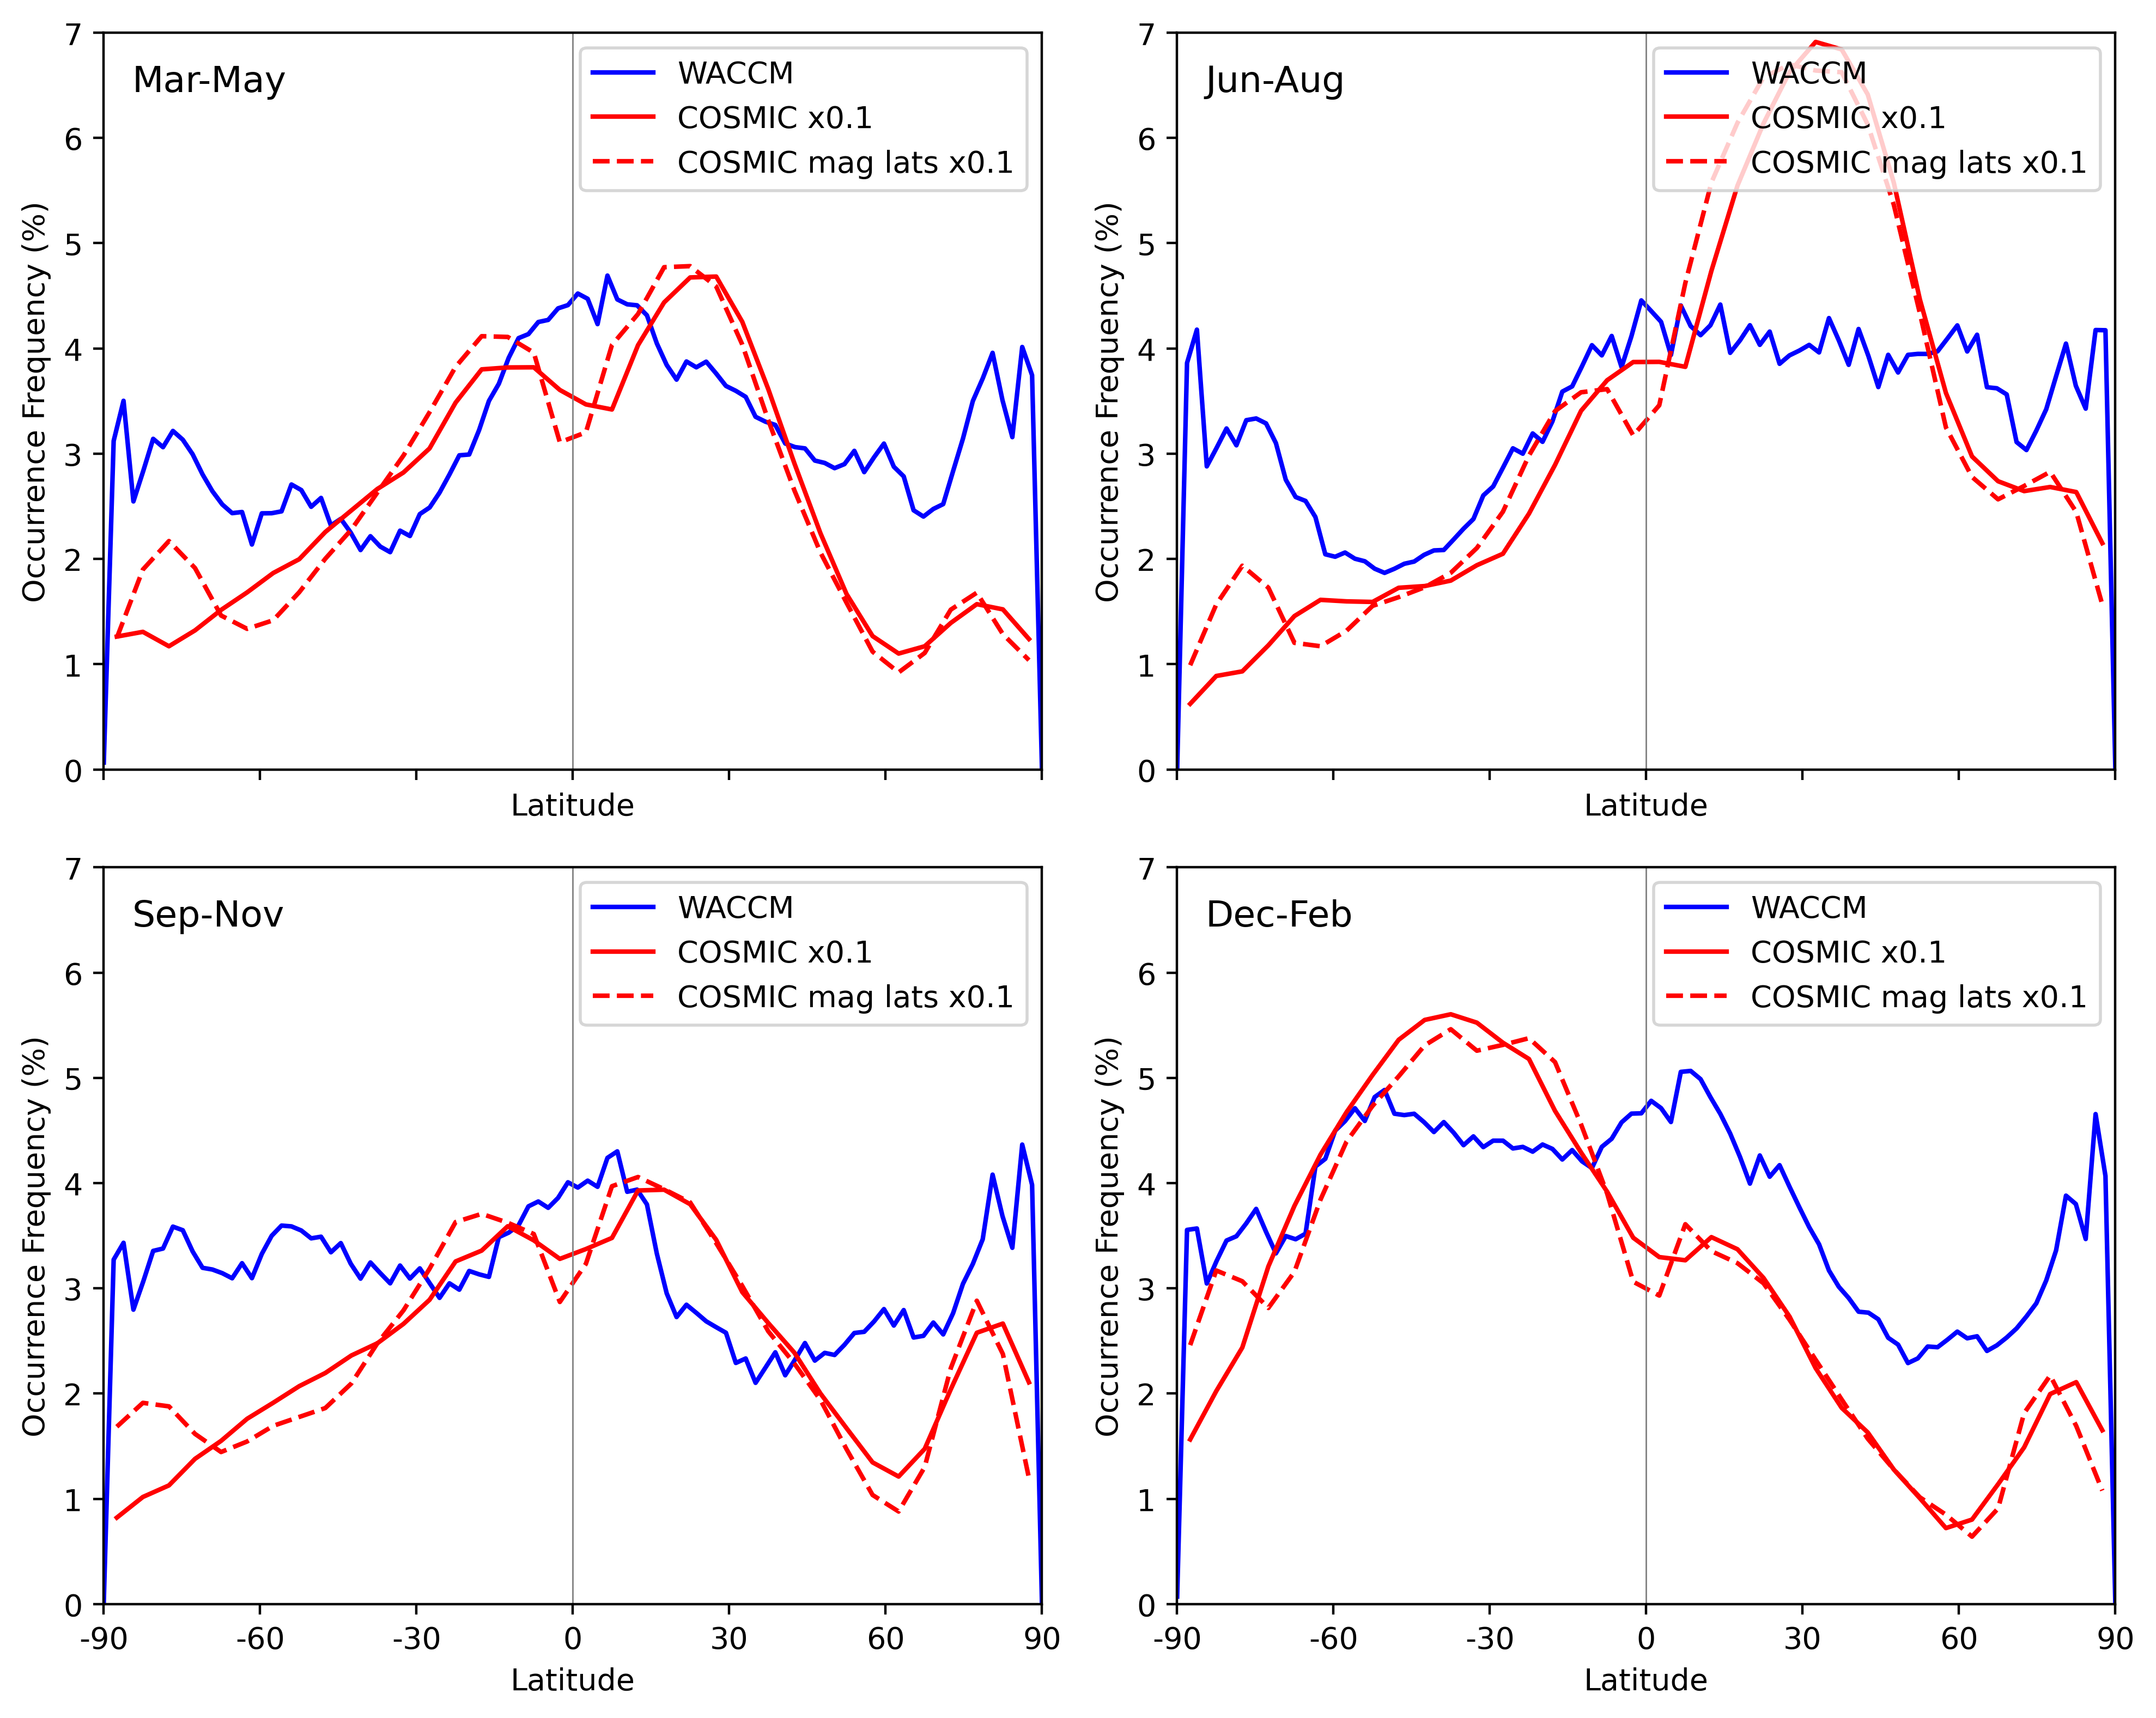 Mar-May
WACCM
COSMIC x0.1
COSMIC mag lats x0.1
Occurrence Frequency (%)
7
6
5
4
3
2
1
0
Latitude
Jun-Aug
WACCM
COSMIC x0.1
COSMIC mag lats x0.1
Occurrence Frequency (%)
7
6
5
4
3
2
1
0
Latitude
Sep-Nov
WACCM
COSMIC x0.1
COSMIC mag lats x0.1
Occurrence Frequency (%)
7
6
5
4
3
2
1
0
-90 -60 -30 0 30 60 90
Latitude
Dec-Feb
WACCM
COSMIC x0.1
COSMIC mag lats x0.1
Occurrence Frequency (%)
7
6
5
4
3
2
1
0
-90 -60 -30 0 30 60 90
Latitude